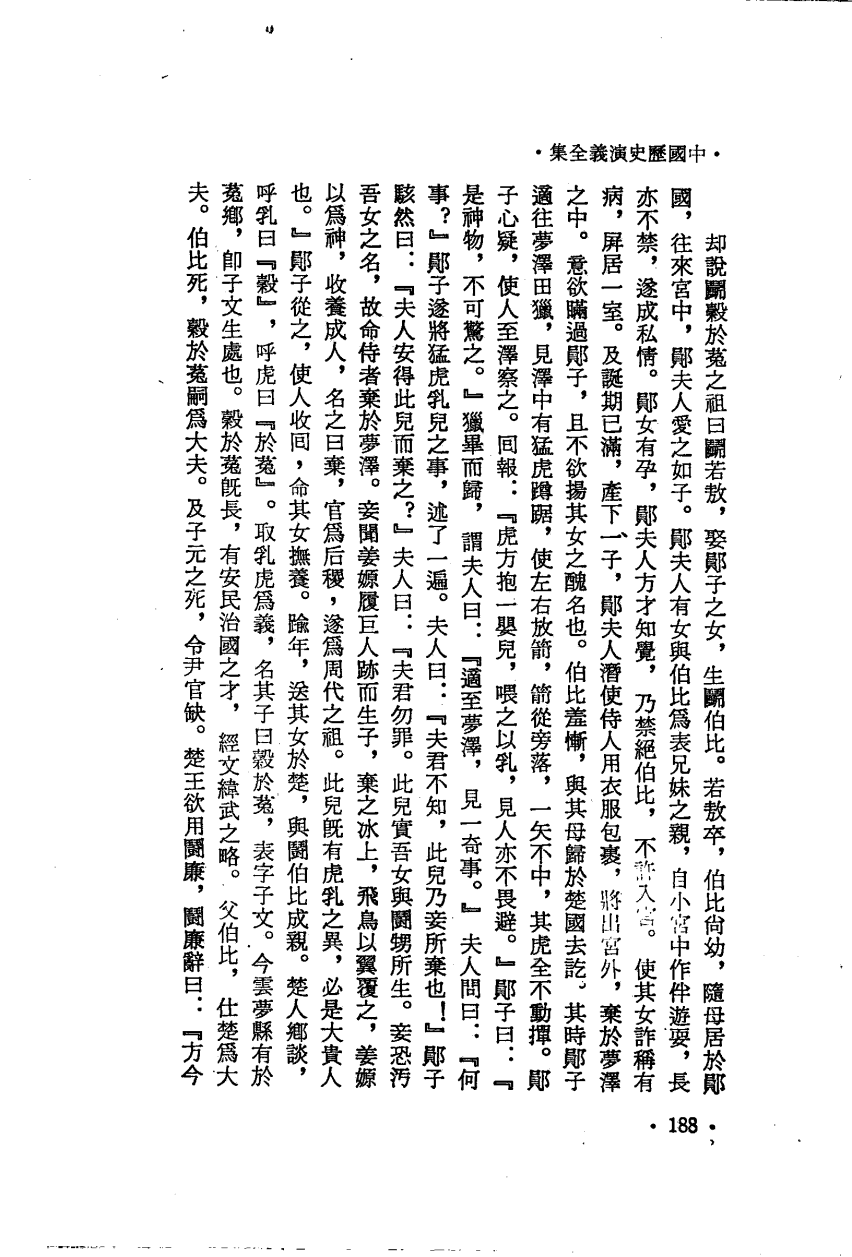 ·中國歷史演義全集·
却說鬭穀於菟之祖曰鬭若敖，娶鄖子之女，生鬭伯比。若敖卒，伯比尙幼，隨母居於鄖
國，往來宮中，鄖夫人愛之如子。鄖夫人有女與伯比爲表兄妹之親，自小宮中作伴遊耍，長
亦不禁，遂成私情。鄖女有孕，鄖夫人方才知覺，乃禁絕伯比，不許入宮。使其女詐稱有
病，屏居一室。及誕期已滿，產下一子，鄖夫人潛使侍人用衣服包裹，將出宮外，棄於夢澤
之中。意欲瞞過鄖子，且不欲揚其女之醜名也。伯比羞慚，與其母歸於楚國去訖。其時鄖子
適往夢澤田獵，見澤中有猛虎蹲踞，使左右放箭，箭從旁落，一矢不中，其虎全不動撣。鄖
子心疑，使人至澤察之。囘報：『虎方抱一嬰兒，喂之以乳，見人亦不畏避。』鄖子曰：『
是神物，不可驚之。』獵畢而歸，謂夫人曰：『適至夢澤，見一奇事。』夫人問曰：『何
事？』鄖子遂將猛虎乳兒之事，述了一遍。夫人曰：『夫君不知，此兒乃妾所棄也！』鄖子
駭然曰：『夫人安得此兒而棄之？』夫人曰：『夫君勿罪。此兒實吾女與鬭甥所生。妾恐汚
吾女之名，故命侍者棄於夢澤。妾聞姜嫄履巨人跡而生子，棄之冰上，飛鳥以翼覆之，姜嫄
以爲神，收養成人，名之曰棄，官爲后稷，遂爲周代之祖。此兒旣有虎乳之異，必是大貴人
也。』鄖子從之，使人收囘，命其女撫養。踰年，送其女於楚，與鬭伯比成親。楚人鄉談，
呼乳曰『穀』，呼虎曰『於菟』。取乳虎爲義，名其子曰穀於菟，表字子文。今雲夢縣有於
菟鄉，卽子文生處也。穀於菟旣長，有安民治國之才，經文緯武之略。父伯比，仕楚爲大
夫。伯比死，穀於菟嗣爲大夫。及子元之死，令尹官缺。楚王欲用鬭廉，鬭廉辭曰：『方今
·188·